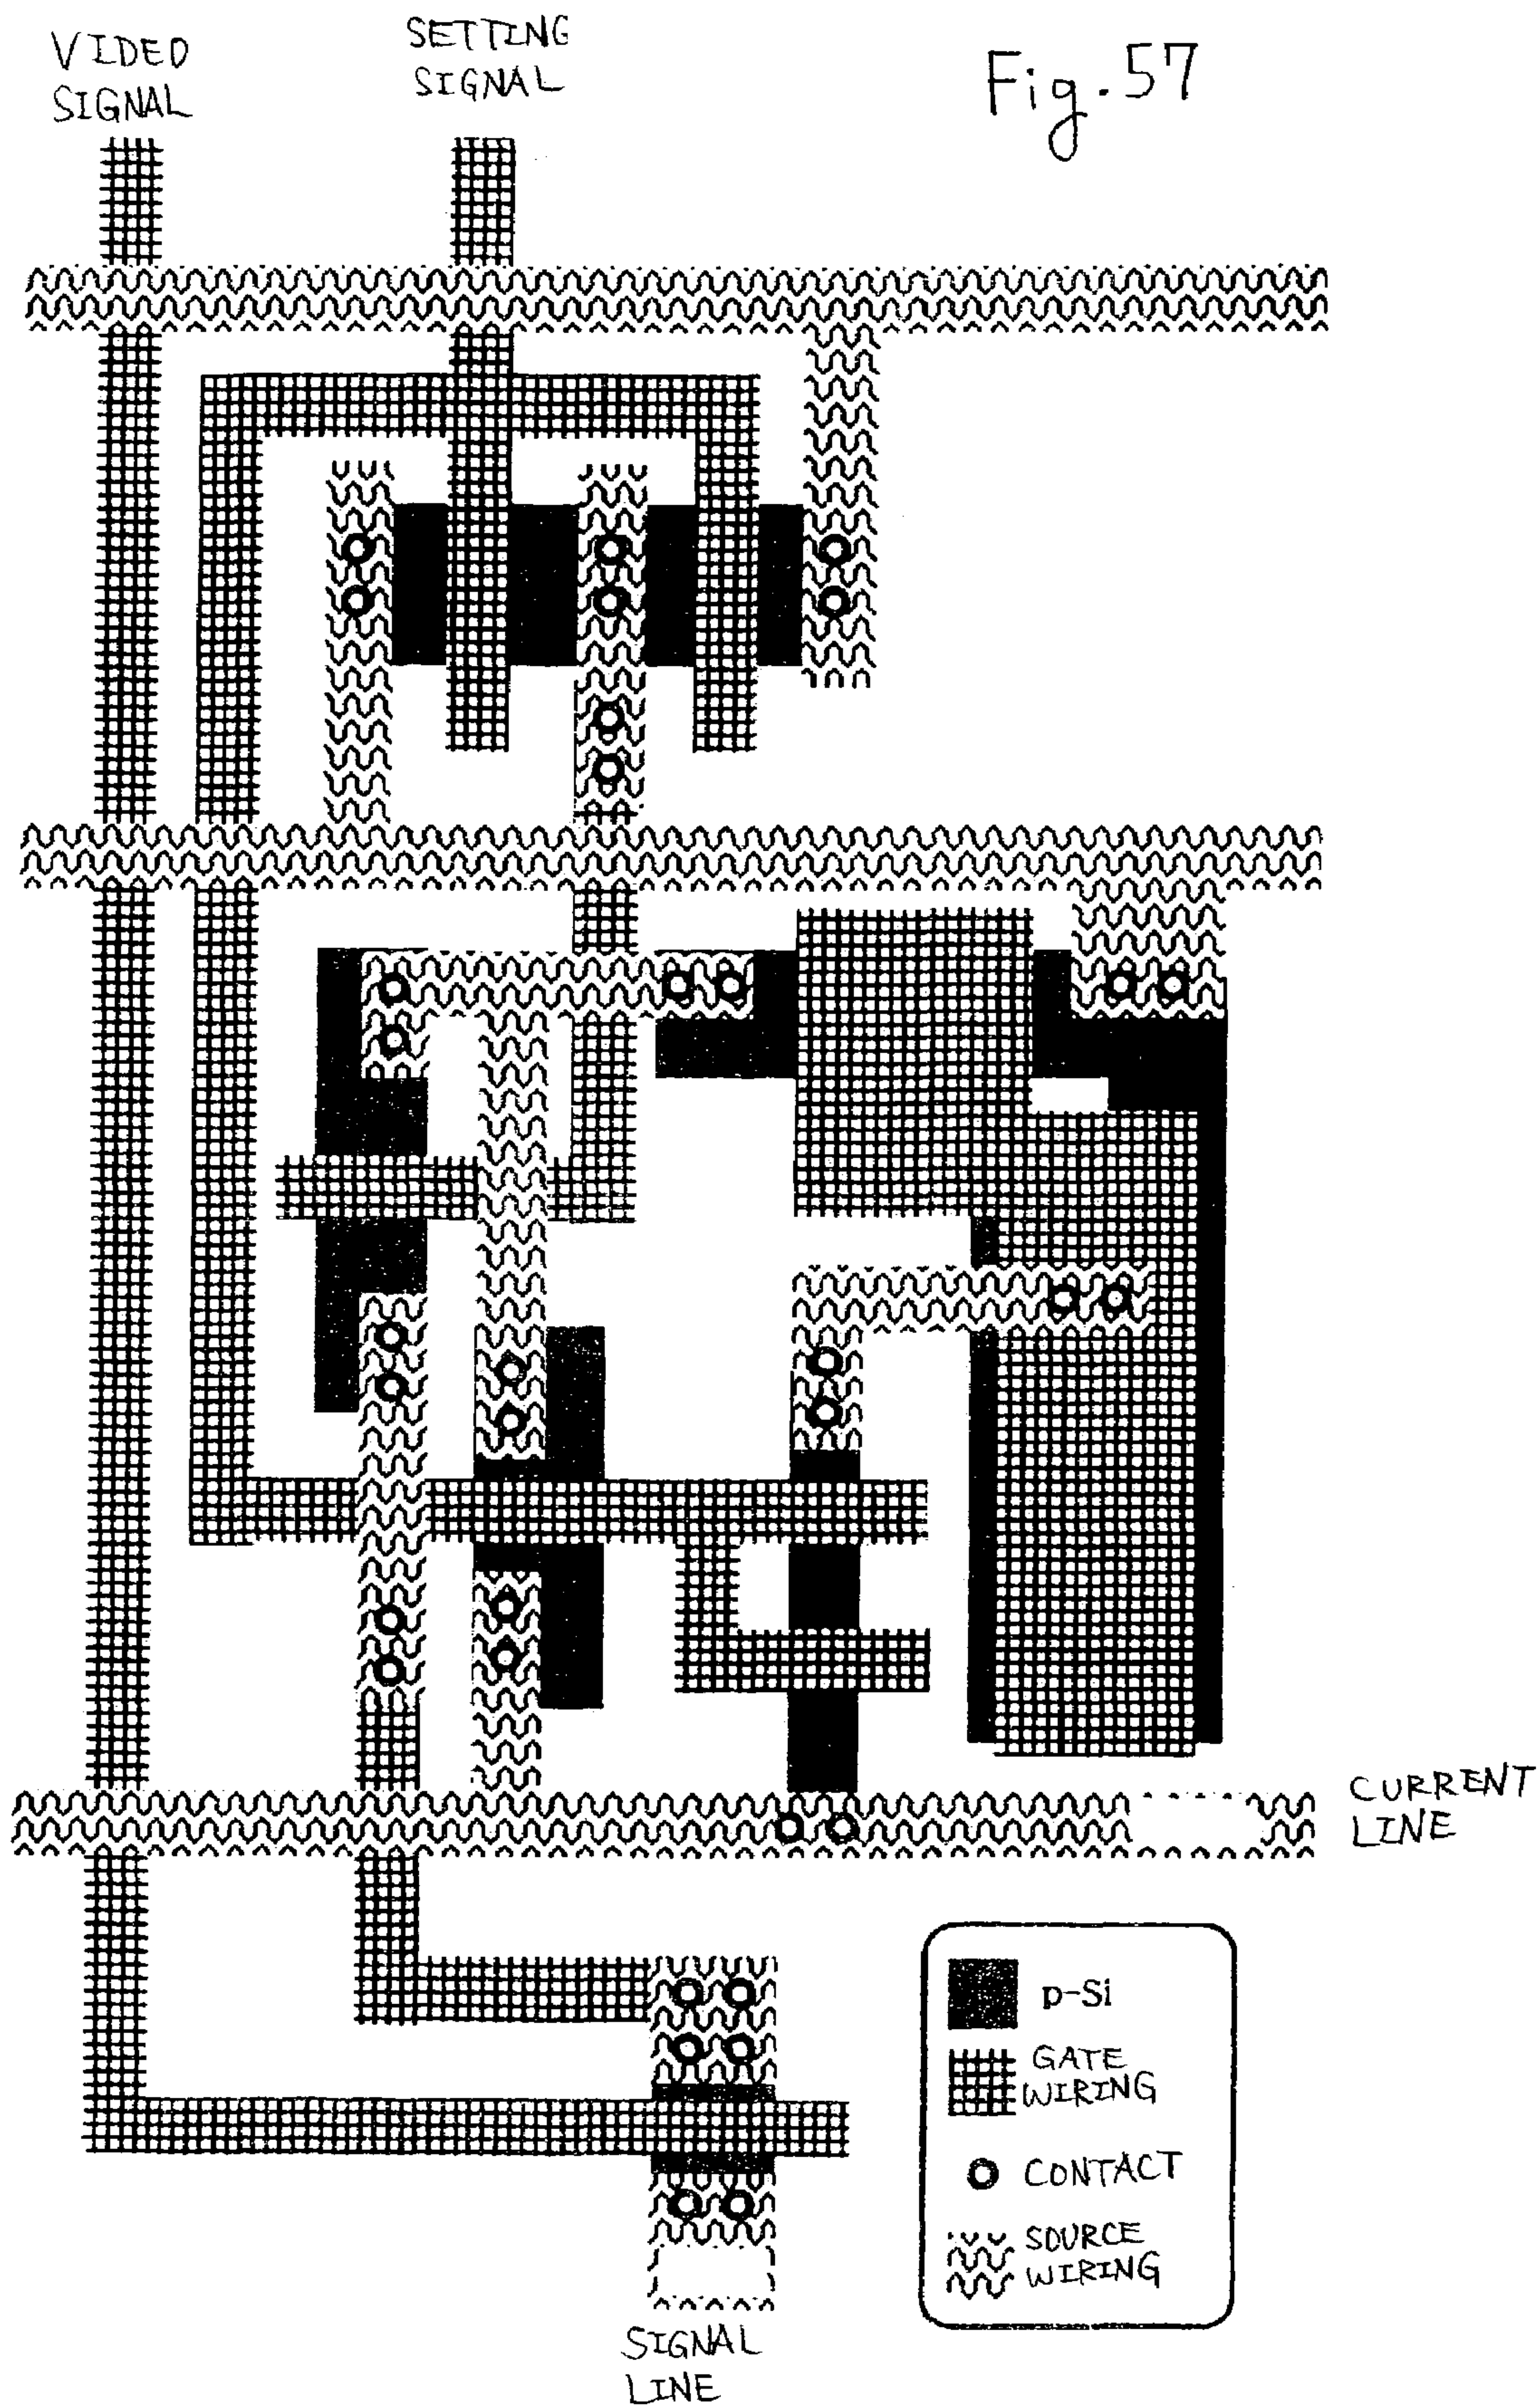 VIDEO
SIGNAL
SETTING
SIGNAL
Fig.57
CURRENT
LINE
p-Si
GATE
WIRING
CONTACT
SOURCE
WIRING
SIGNAL
LINE